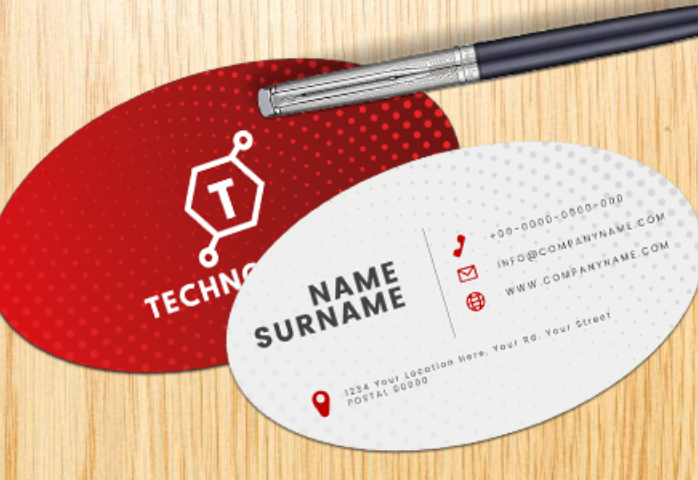 T
TECHNO
NAME
SURNAME
+00-0000-0000-000
INFO@COMPANYNAME.COM
WWW.COMPANYNAME.COM
1234 Your Location Here, Your Rd, Your Street
POSTAL 00000